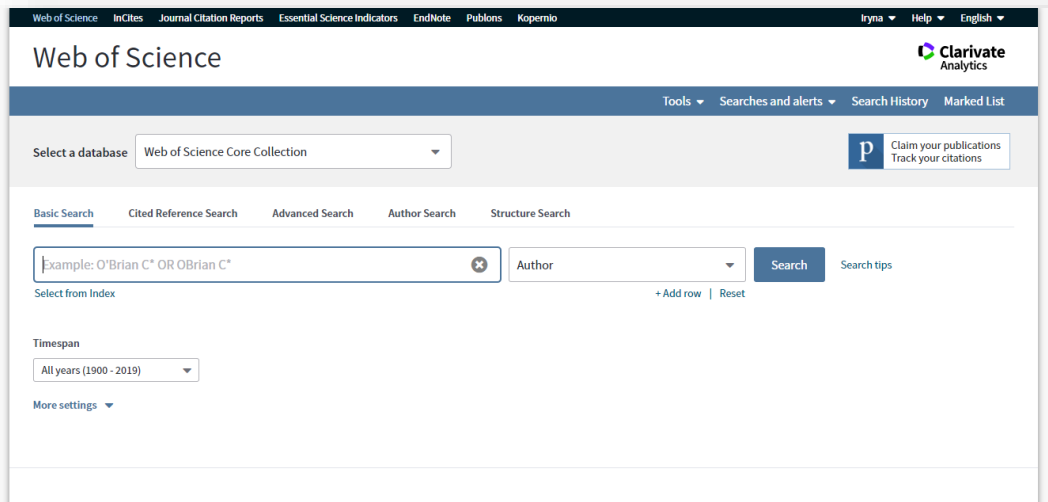 Web of Science InCites Journal Citation Reports Essential Science Indicators EndNote Publons Kopernio Iryna Help English
Web of Science
Clarivate
Analytics
Tools Searches and alerts Search History Marked List
Select a database Web of Science Core Collection
p Claim your publications
Track your citations
Basic Search Cited Reference Search Advanced Search Author Search Structure Search
Example: O'Brian C* OR OBrian C* Author Search Search tips
Select from Index + Add row | Reset
Timespan
All years (1900 - 2019)
More settings